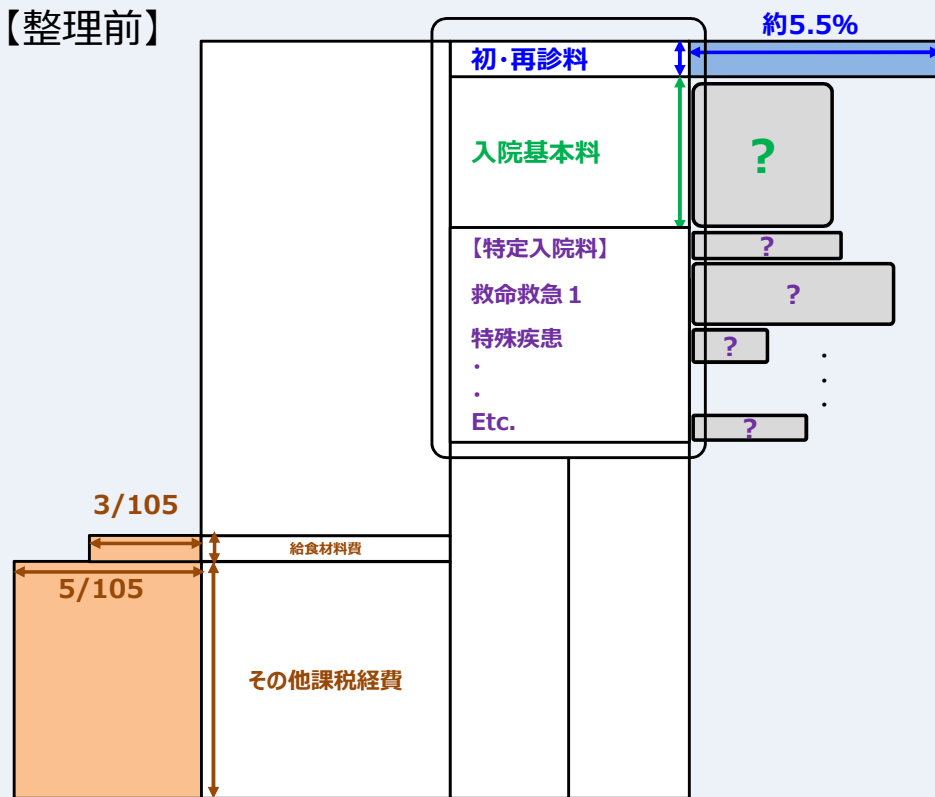 【整理前】
約5.5%
初・再診料
入院基本料
?
【特定入院料】
?
救命救急１
?
特殊疾患
?
・
・
・
・
・
Etc.
?
3/105
給食材料費
5/105
その他課税経費